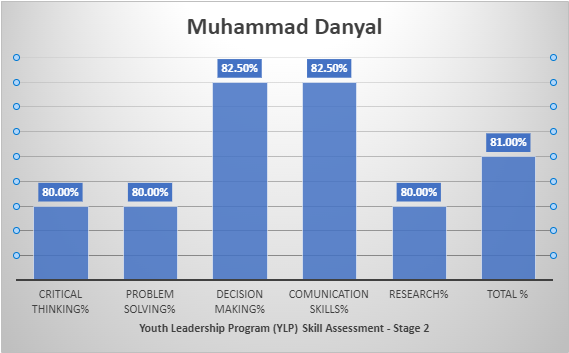 Muhammad Danyal
82.50% 82.50%
81.00%
80.00% 80.00% 80.00%
CRITICAL THINKING%
PROBLEM SOLVING%
DECISION MAKING%
COMUNICATION SKILLS%
RESEARCH%
TOTAL %
Youth Leadership Program (YLP) Skill Assessment - Stage 2